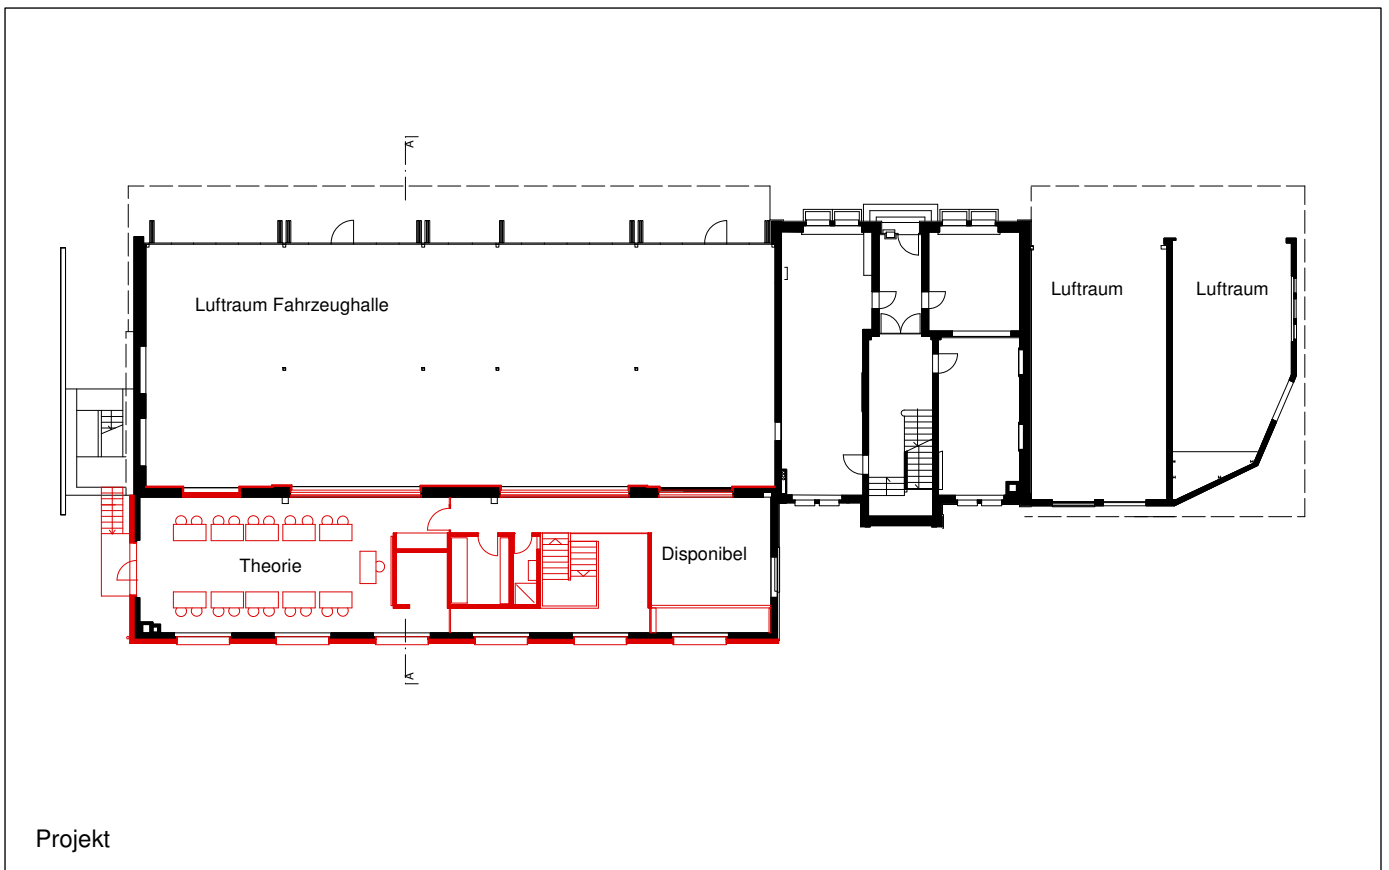 A
Luftraum Fahrzeughalle
Luftraum
Luftraum
Theorie
Disponibel
A
Projekt